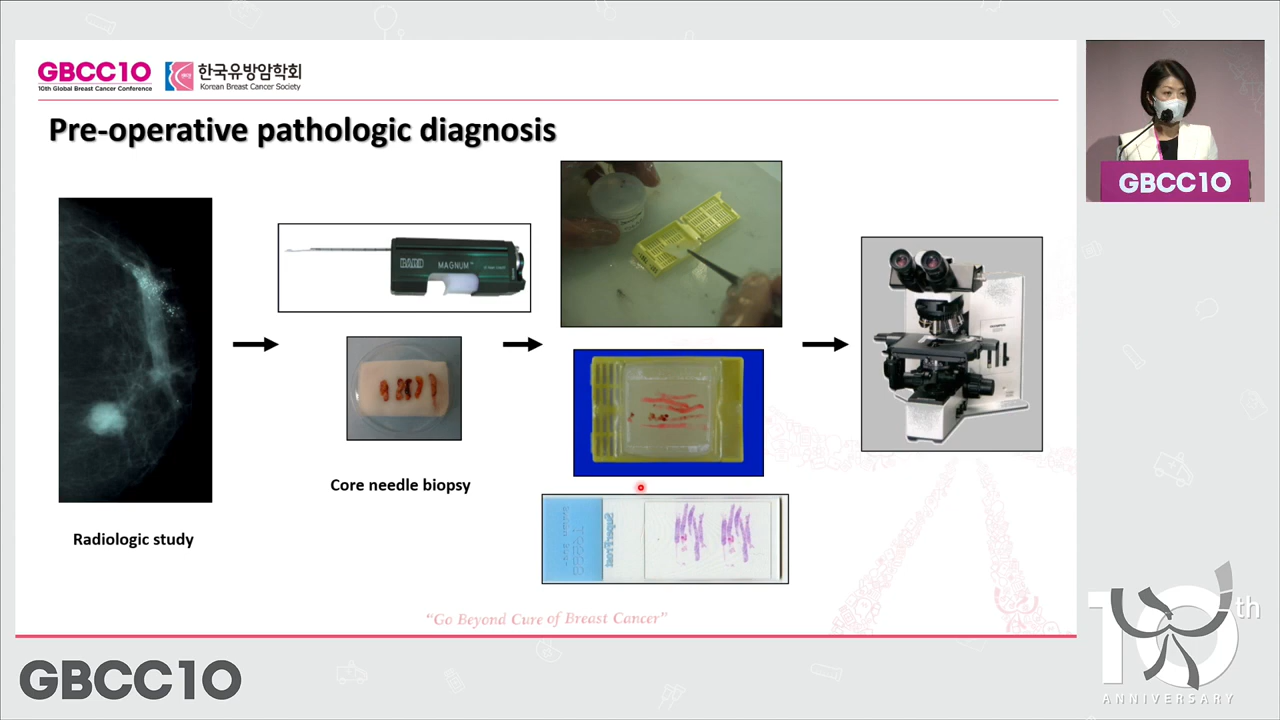 GBCC10
10th Global Breast Cancer Conference
한국유방암학회
Korean Breast Cancer Society
Pre-operative pathologic diagnosis
GBCC10
BARD MAGNUM
Core needle biopsy
Radiologic study
"Go Beyond Cure of Breast Cancer"
GBCC10
10th
ANNIVERSARY